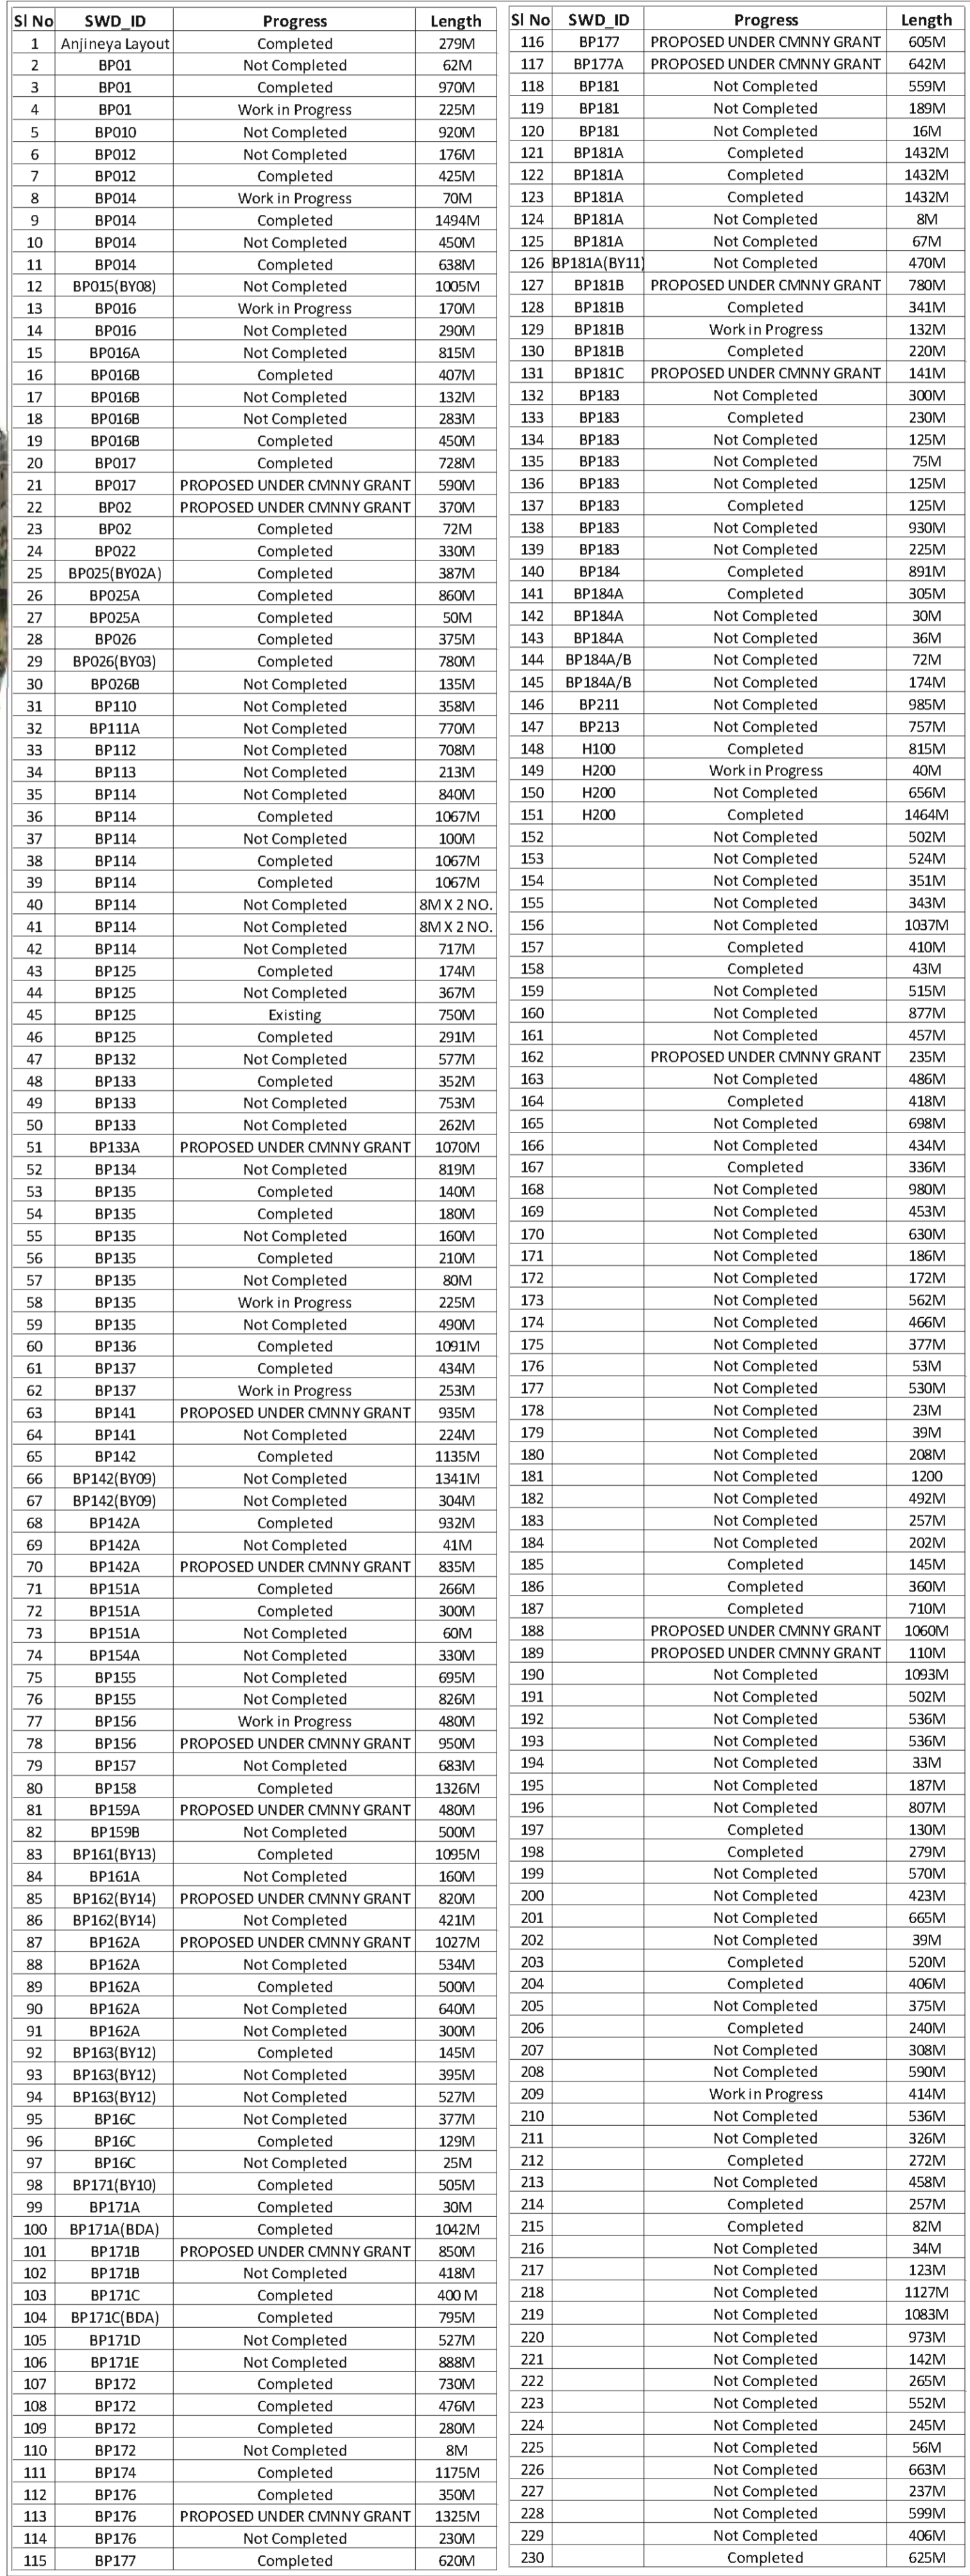 Sl No SWD_ID Progress Length
1 Anjineya Layout Completed 279M
2 BP01 Not Completed 62M
3 BP01 Completed 970M
4 BP01 Work in Progress 225M
5 BP010 Not Completed 920M
6 BP012 Not Completed 176M
7 BP012 Completed 425M
8 BP014 Work in Progress 70M
9 BP014 Completed 1494M
10 BP014 Not Completed 450M
11 BP014 Completed 638M
12 BP015(BY08) Not Completed 1005M
13 BP016 Work in Progress 170M
14 BP016 Not Completed 290M
15 BP016A Not Completed 815M
16 BP016B Completed 407M
17 BP016B Not Completed 132M
18 BP016B Not Completed 283M
19 BP016B Completed 450M
20 BP017 Completed 728M
21 BP017 PROPOSED UNDER CMNNY GRANT 590M
22 BP02 PROPOSED UNDER CMNNY GRANT 370M
23 BP02 Completed 72M
24 BP022 Completed 330M
25 BP025(BY02A) Completed 387M
26 BP025A Completed 860M
27 BP025A Completed 50M
28 BP026 Completed 375M
29 BP026(BY03) Completed 780M
30 BP026B Not Completed 135M
31 BP110 Not Completed 358M
32 BP111A Not Completed 770M
33 BP112 Not Completed 708M
34 BP113 Not Completed 213M
35 BP114 Not Completed 840M
36 BP114 Completed 1067M
37 BP114 Not Completed 100M
38 BP114 Completed 1067M
39 BP114 Completed 1067M
40 BP114 Not Completed 8M X 2 NO.
41 BP114 Not Completed 8M X 2 NO.
42 BP114 Not Completed 717M
43 BP125 Completed 174M
44 BP125 Not Completed 367M
45 BP125 Existing 750M
46 BP125 Completed 291M
47 BP132 Not Completed 577M
48 BP133 Completed 352M
49 BP133 Not Completed 753M
50 BP133 Not Completed 262M
51 BP133A PROPOSED UNDER CMNNY GRANT 1070M
52 BP134 Not Completed 819M
53 BP135 Completed 140M
54 BP135 Completed 180M
55 BP135 Not Completed 160M
56 BP135 Completed 210M
57 BP135 Not Completed 80M
58 BP135 Work in Progress 225M
59 BP135 Not Completed 490M
60 BP136 Completed 1091M
61 BP137 Completed 434M
62 BP137 Work in Progress 253M
63 BP141 PROPOSED UNDER CMNNY GRANT 935M
64 BP141 Not Completed 224M
65 BP142 Completed 1135M
66 BP142(BY09) Not Completed 1341M
67 BP142(BY09) Not Completed 304M
68 BP142A Completed 932M
69 BP142A Not Completed 41M
70 BP142A PROPOSED UNDER CMNNY GRANT 835M
71 BP151A Completed 266M
72 BP151A Completed 300M
73 BP151A Not Completed 60M
74 BP154A Not Completed 330M
75 BP155 Not Completed 695M
76 BP155 Not Completed 826M
77 BP156 Work in Progress 480M
78 BP156 PROPOSED UNDER CMNNY GRANT 950M
79 BP157 Not Completed 683M
80 BP158 Completed 1326M
81 BP159A PROPOSED UNDER CMNNY GRANT 480M
82 BP159B Not Completed 500M
83 BP161(BY13) Completed 1095M
84 BP161A Not Completed 160M
85 BP162(BY14) PROPOSED UNDER CMNNY GRANT 820M
86 BP162(BY14) Not Completed 421M
87 BP162A PROPOSED UNDER CMNNY GRANT 1027M
88 BP162A Not Completed 534M
89 BP162A Completed 500M
90 BP162A Not Completed 640M
91 BP162A Not Completed 300M
92 BP163(BY12) Completed 145M
93 BP163(BY12) Not Completed 395M
94 BP163(BY12) Not Completed 527M
95 BP16C Not Completed 377M
96 BP16C Completed 129M
97 BP16C Not Completed 25M
98 BP171(BY10) Completed 505M
99 BP171A Completed 30M
100 BP171A(BDA) Completed 1042M
101 BP171B PROPOSED UNDER CMNNY GRANT 850M
102 BP171B Not Completed 418M
103 BP171C Completed 400 M
104 BP171C(BDA) Completed 795M
105 BP171D Not Completed 527M
106 BP171E Not Completed 888M
107 BP172 Completed 730M
108 BP172 Completed 476M
109 BP172 Completed 280M
110 BP172 Not Completed 8M
111 BP174 Completed 1175M
112 BP176 Completed 350M
113 BP176 PROPOSED UNDER CMNNY GRANT 1325M
114 BP176 Not Completed 230M
115 BP177 Completed 620M
Sl No SWD_ID Progress Length
116 BP177 PROPOSED UNDER CMNNY GRANT 605M
117 BP177A PROPOSED UNDER CMNNY GRANT 642M
118 BP181 Not Completed 559M
119 BP181 Not Completed 189M
120 BP181 Not Completed 16M
121 BP181A Completed 1432M
122 BP181A Completed 1432M
123 BP181A Completed 1432M
124 BP181A Not Completed 8M
125 BP181A Not Completed 67M
126 BP181A(BY11) Not Completed 470M
127 BP181B PROPOSED UNDER CMNNY GRANT 780M
128 BP181B Completed 341M
129 BP181B Work in Progress 132M
130 BP181B Completed 220M
131 BP181C PROPOSED UNDER CMNNY GRANT 141M
132 BP183 Not Completed 300M
133 BP183 Completed 230M
134 BP183 Not Completed 125M
135 BP183 Not Completed 75M
136 BP183 Not Completed 125M
137 BP183 Completed 125M
138 BP183 Not Completed 930M
139 BP183 Not Completed 225M
140 BP184 Completed 891M
141 BP184A Completed 305M
142 BP184A Not Completed 30M
143 BP184A Not Completed 36M
144 BP184A/B Not Completed 72M
145 BP184A/B Not Completed 174M
146 BP211 Not Completed 985M
147 BP213 Not Completed 757M
148 H100 Completed 815M
149 H200 Work in Progress 40M
150 H200 Not Completed 656M
151 H200 Completed 1464M
152 Not Completed 502M
153 Not Completed 524M
154 Not Completed 351M
155 Not Completed 343M
156 Not Completed 1037M
157 Completed 410M
158 Completed 43M
159 Not Completed 515M
160 Not Completed 877M
161 Not Completed 457M
162 PROPOSED UNDER CMNNY GRANT 235M
163 Not Completed 486M
164 Completed 418M
165 Not Completed 698M
166 Not Completed 434M
167 Completed 336M
168 Not Completed 980M
169 Not Completed 453M
170 Not Completed 630M
171 Not Completed 186M
172 Not Completed 172M
173 Not Completed 562M
174 Not Completed 466M
175 Not Completed 377M
176 Not Completed 53M
177 Not Completed 530M
178 Not Completed 23M
179 Not Completed 39M
180 Not Completed 208M
181 Not Completed 1200
182 Not Completed 492M
183 Not Completed 257M
184 Not Completed 202M
185 Completed 145M
186 Completed 360M
187 Completed 710M
188 PROPOSED UNDER CMNNY GRANT 1060M
189 PROPOSED UNDER CMNNY GRANT 110M
190 Not Completed 1093M
191 Not Completed 502M
192 Not Completed 536M
193 Not Completed 536M
194 Not Completed 33M
195 Not Completed 187M
196 Not Completed 807M
197 Completed 130M
198 Completed 279M
199 Not Completed 570M
200 Not Completed 423M
201 Not Completed 665M
202 Not Completed 39M
203 Completed 520M
204 Completed 406M
205 Not Completed 375M
206 Completed 240M
207 Not Completed 308M
208 Not Completed 590M
209 Work in Progress 414M
210 Not Completed 536M
211 Not Completed 326M
212 Completed 272M
213 Not Completed 458M
214 Completed 257M
215 Completed 82M
216 Not Completed 34M
217 Not Completed 123M
218 Not Completed 1127M
219 Not Completed 1083M
220 Not Completed 973M
221 Not Completed 142M
222 Not Completed 265M
223 Not Completed 552M
224 Not Completed 245M
225 Not Completed 56M
226 Not Completed 663M
227 Not Completed 237M
228 Not Completed 599M
229 Not Completed 406M
230 Completed 625M